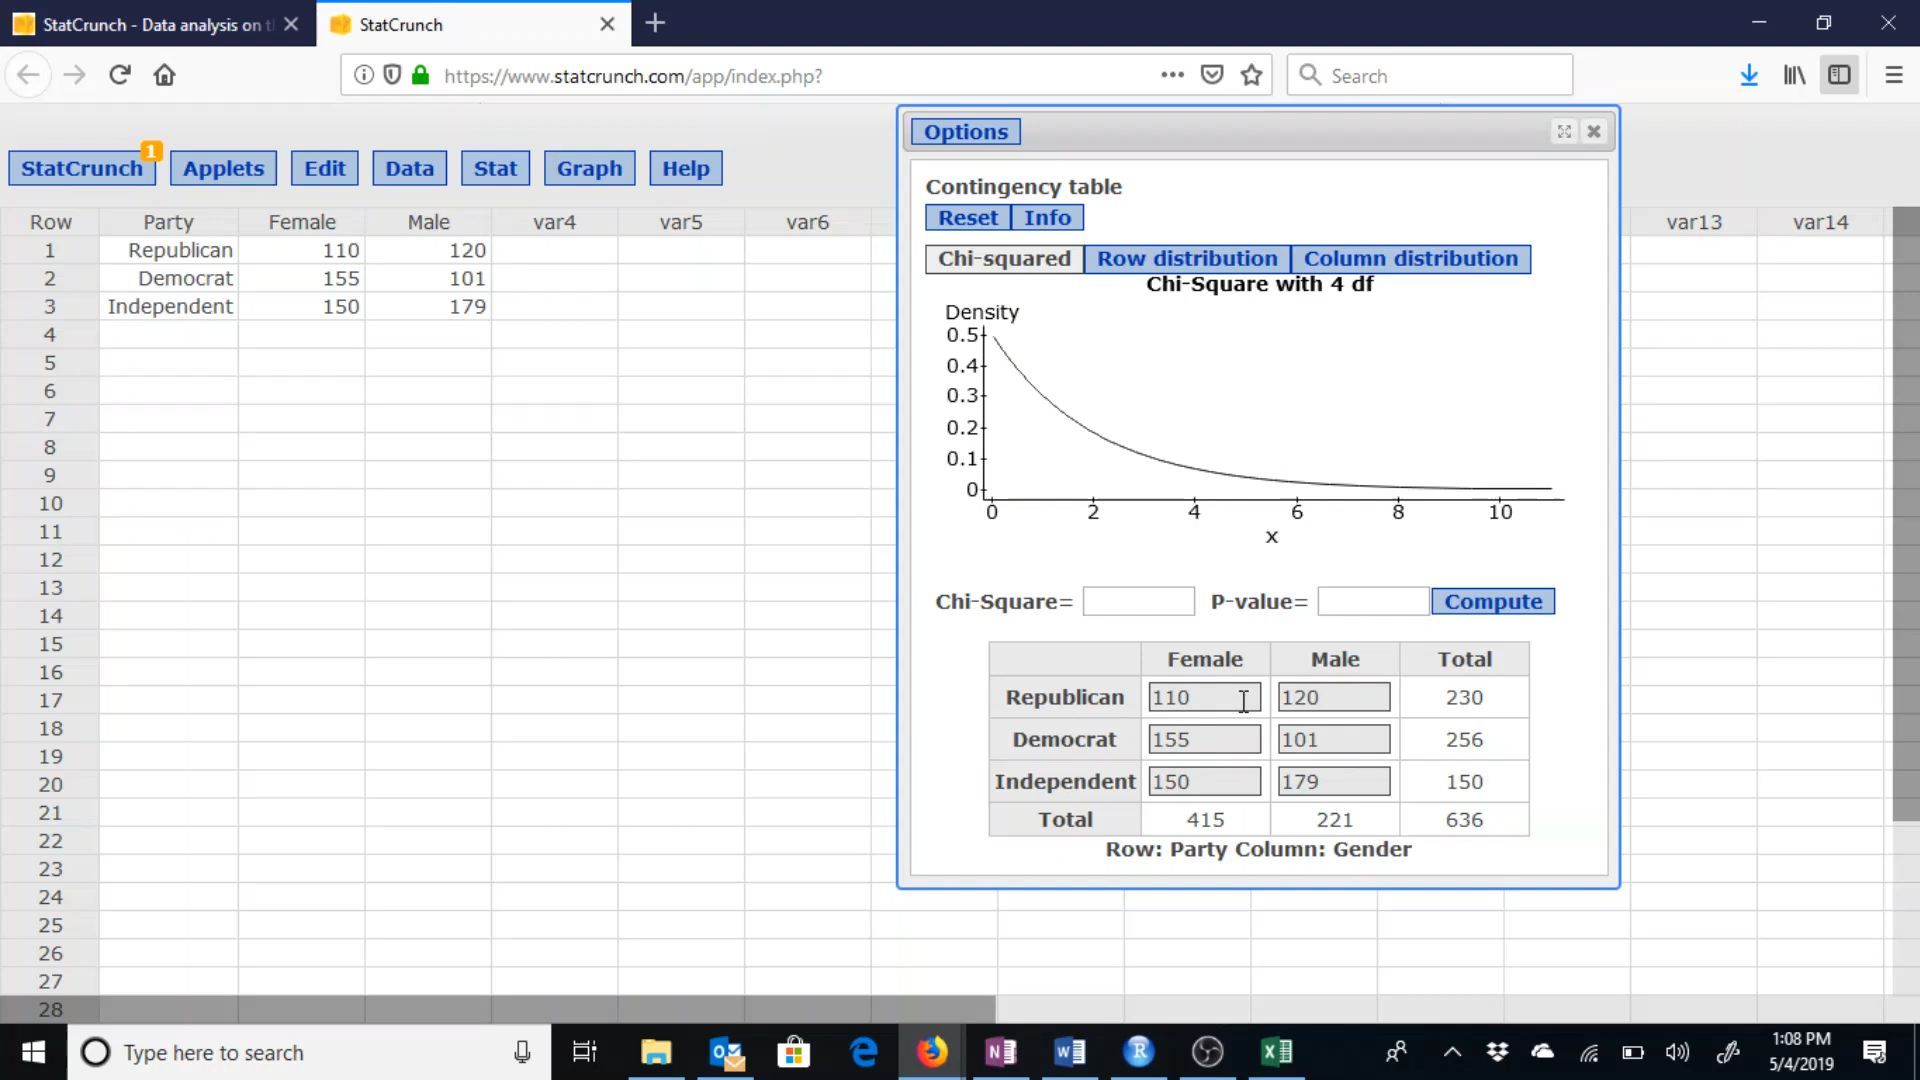 StatCrunch - Data analysis on t
StatCrunch
https://www.statcrunch.com/app/index.php?
Search
StatCrunch 1 Applets Edit Data Stat Graph Help
Row Party Female Male var4 var5 var6 var13 var14
1 Republican 110 120
2 Democrat 155 101
3 Independent 150 179
4
5
6
7
8
9
10
11
12
13
14
15
16
17
18
19
20
21
22
23
24
25
26
27
28
Options
Contingency table
Reset Info
Chi-squared Row distribution Column distribution
Chi-Square with 4 df
Density
0.5
0.4
0.3
0.2
0.1
0
0 2 4 6 8 10
x
Chi-Square= P-value= Compute
Female Male Total
Republican 110 120 230
Democrat 155 101 256
Independent 150 179 150
Total 415 221 636
Row: Party Column: Gender
Type here to search
1:08 PM
5/4/2019